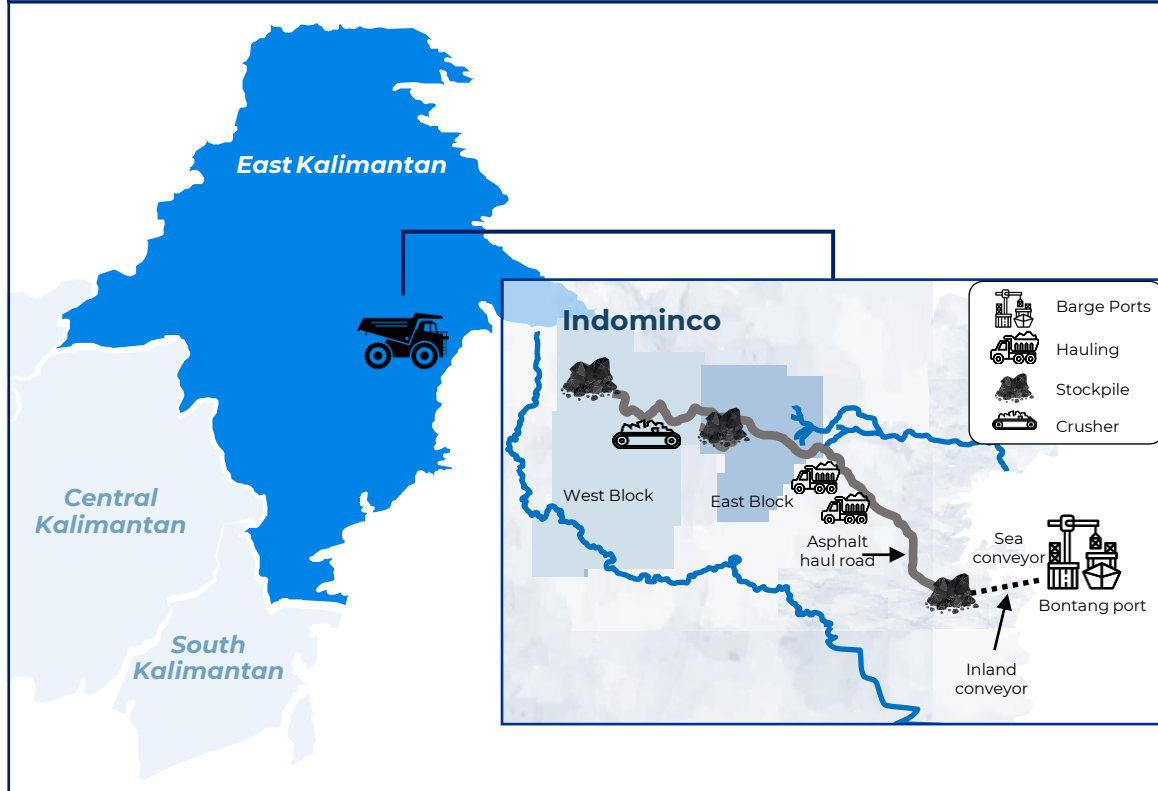 East Kalimantan
Central
Kalimantan
South
Kalimantan
Indominco
Barge Ports
Hauling
Stockpile
Crusher
West Block
East Block
Asphalt
haul road
Sea
conveyor
Bontang port
Inland
conveyor